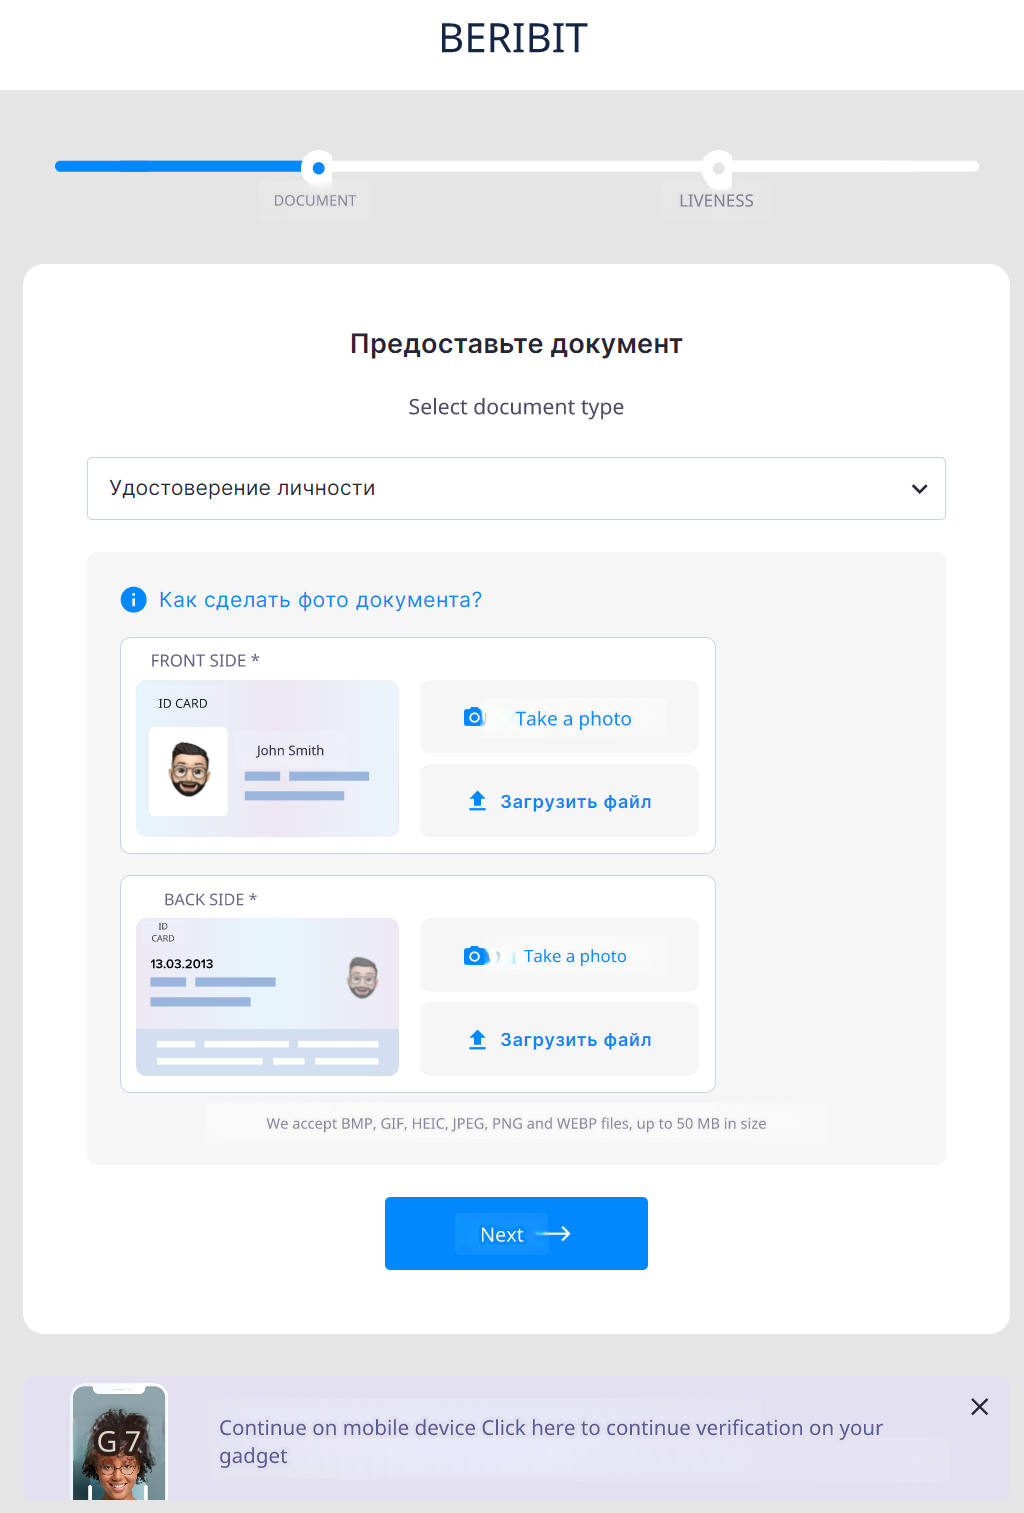 BERIBIT
DOCUMENT
LIVENESS
Предоставьте документ
Select document type
Удостоверение личности
Как сделать фото документа?
FRONT SIDE *
ID CARD
John Smith
Take a photo
Загрузить файл
BACK SIDE *
ID
CARD
13.03.2013
Take a photo
Загрузить файл
We accept BMP, GIF, HEIC, JPEG, PNG and WEBP files, up to 50 MB in size
Next
G 7
Continue on mobile device Click here to continue verification on your
gadget